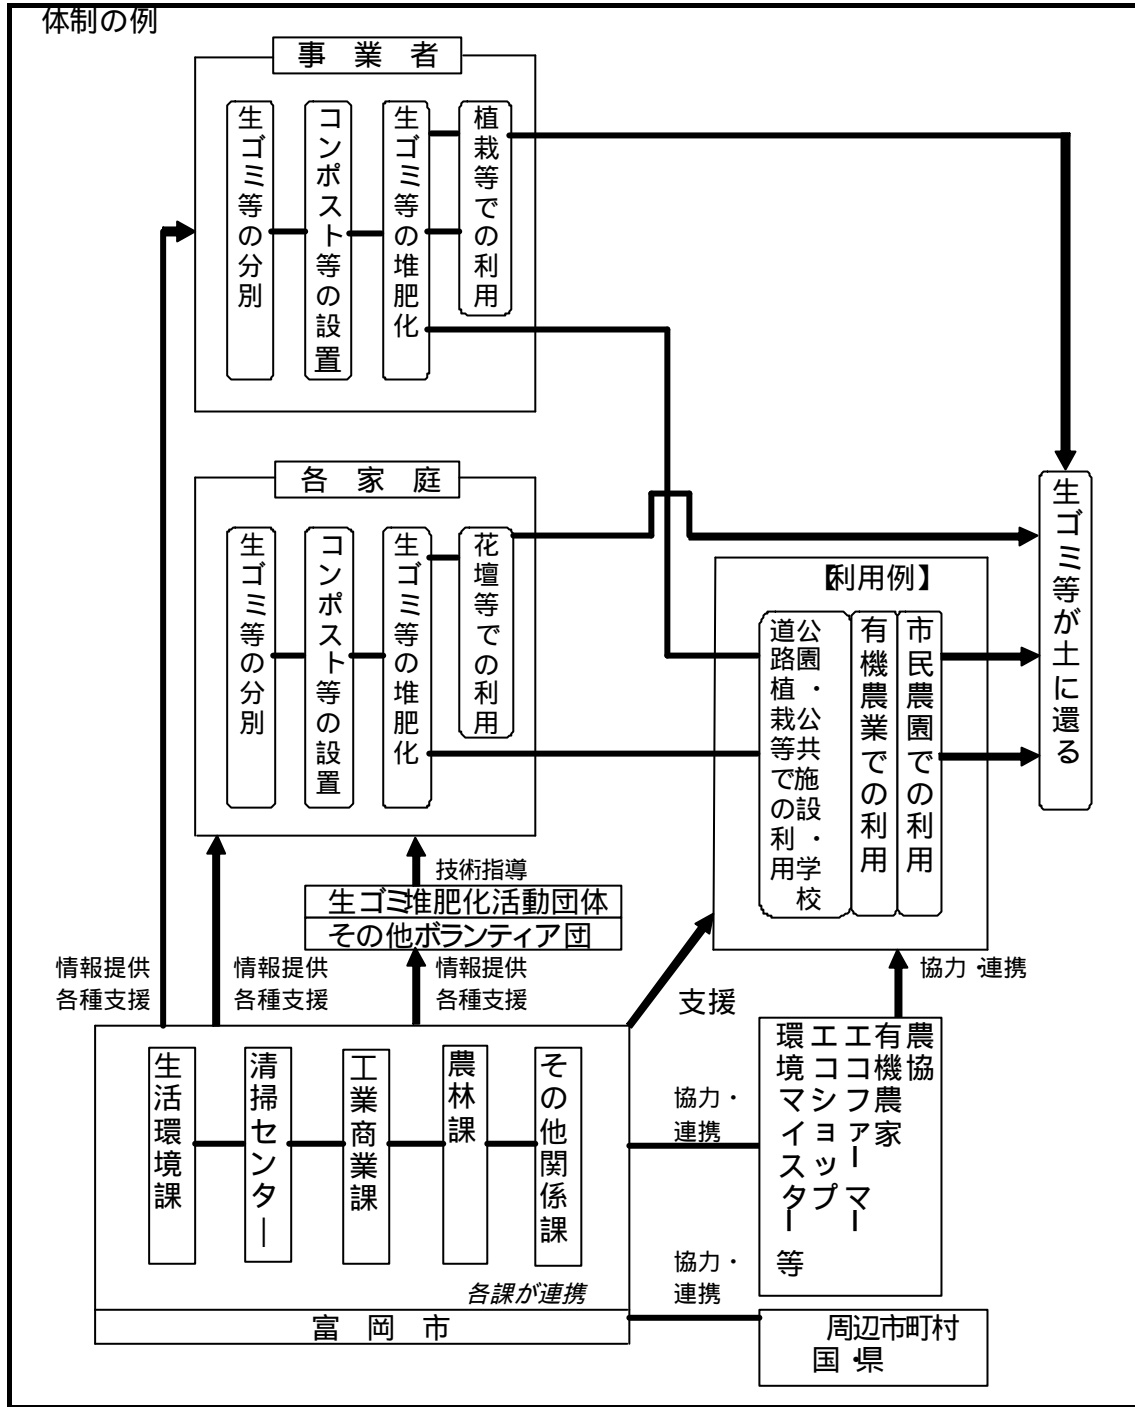 体制の例
事業者
生ゴミ等の分別
コンポスト等の設置
生ゴミ等の堆肥化
植栽等での利用
各家庭
生ゴミ等の分別
コンポスト等の設置
生ゴミ等の堆肥化
花壇等での利用
生ゴミ等が土に還る
【利用例】
公園・公共施設・学校
道路植栽等での利用
有機農業での利用
市民農園での利用
技術指導
生ゴミ堆肥化活動団体
その他ボランティア団
情報提供
各種支援
情報提供
各種支援
情報提供
各種支援
支援
協力・連携
生活環境課
清掃センター
工業商業課
農林課
その他関係課
各課が連携
富岡市
協力・
連携
農協
有機農家
エコファーマー
エコショップ
環境マイスター等
協力・
連携
周辺市町村
国・県